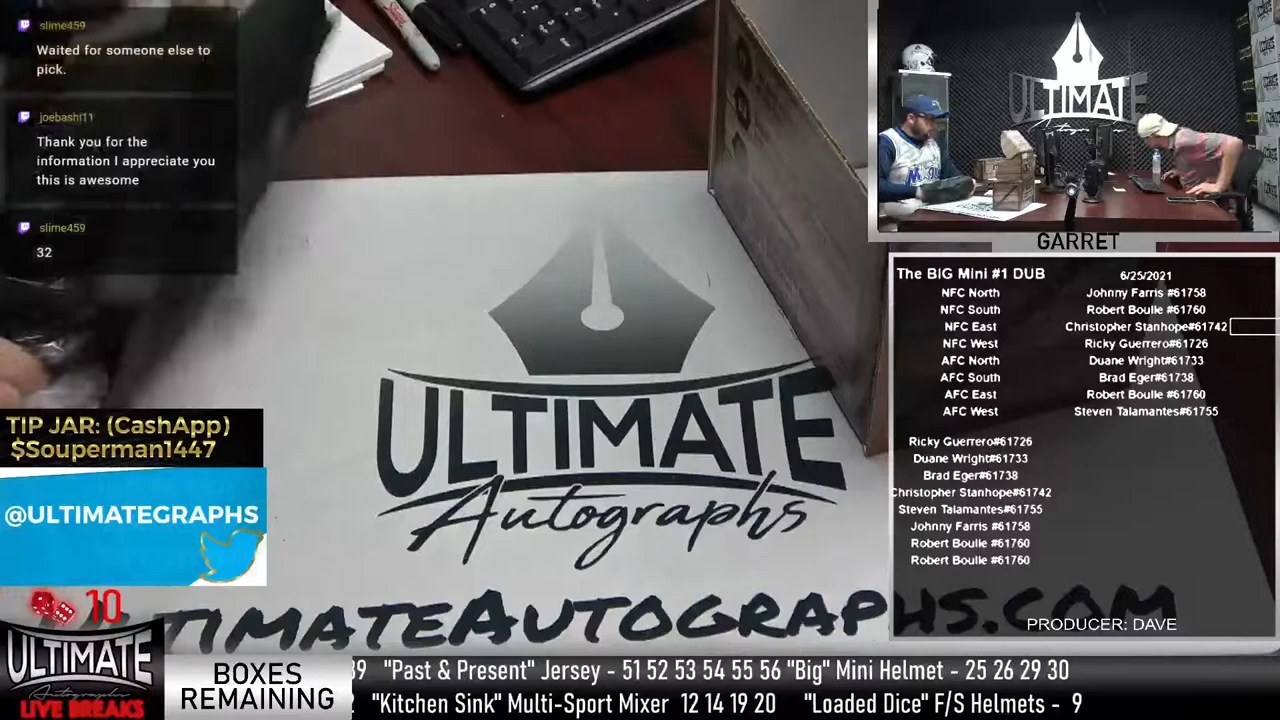 slime459
Waited for someone else to
pick.
joebashi11
Thank you for the
information I appreciate you
this is awesome
slime459
32
TIP JAR: (CashApp)
$Souperman1447
@ULTIMATEGRAPHS
10
ULTIMATE
Autographs
LIVE BREAKS
BOXES
REMAINING
ULTIMATE
Autographs
ULTIMATEAUTOGRAPHS.COM
ULTIMATE
Autographs
GARRET
The BIG Mini #1 DUB 6/25/2021
NFC North Johnny Farris #61758
NFC South Robert Boulle #61760
NFC East Christopher Stanhope#61742
NFC West Ricky Guerrero#61726
AFC North Duane Wright#61733
AFC South Brad Eger#61738
AFC East Robert Boulle #61760
AFC West Steven Talamantes#61755
Ricky Guerrero#61726
Duane Wright#61733
Brad Eger#61738
Christopher Stanhope#61742
Steven Talamantes#61755
Johnny Farris #61758
Robert Boulle #61760
Robert Boulle #61760
PRODUCER: DAVE
39 "Past & Present" Jersey - 51 52 53 54 55 56 "Big" Mini Helmet - 25 26 29 30
2 "Kitchen Sink" Multi-Sport Mixer 12 14 19 20 "Loaded Dice" F/S Helmets - 9